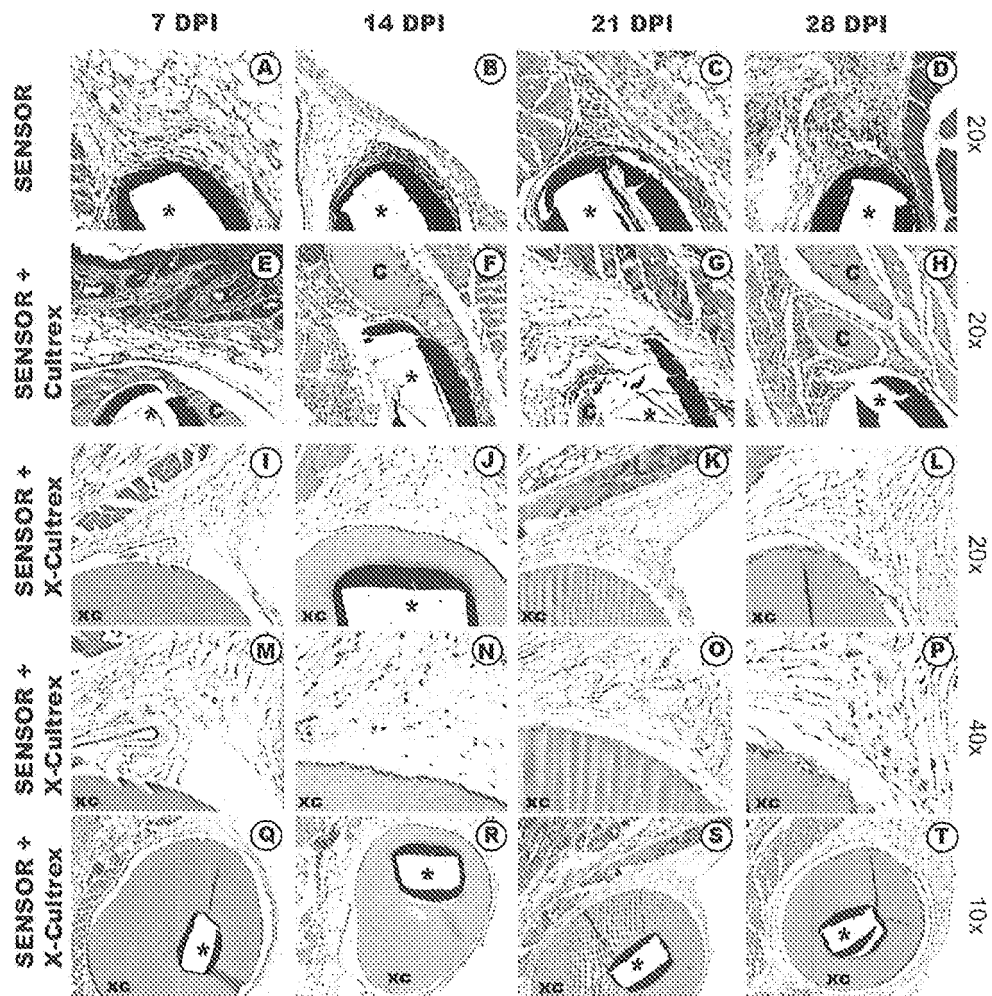 7 DPI 14 DPI 21 DPI 28 DPI
SENSOR
A B C D
* * * *
20x
SENSOR +
Cultrex
E F G H
C C C
* C * C * C *
20x
SENSOR +
X-Cultrex
I J K L
*
xc xc xc xc
20x
SENSOR +
X-Cultrex
M N O P
xc xc xc xc
40x
SENSOR +
X-Cultrex
Q R S T
* * * *
xc xc xc xc
10x